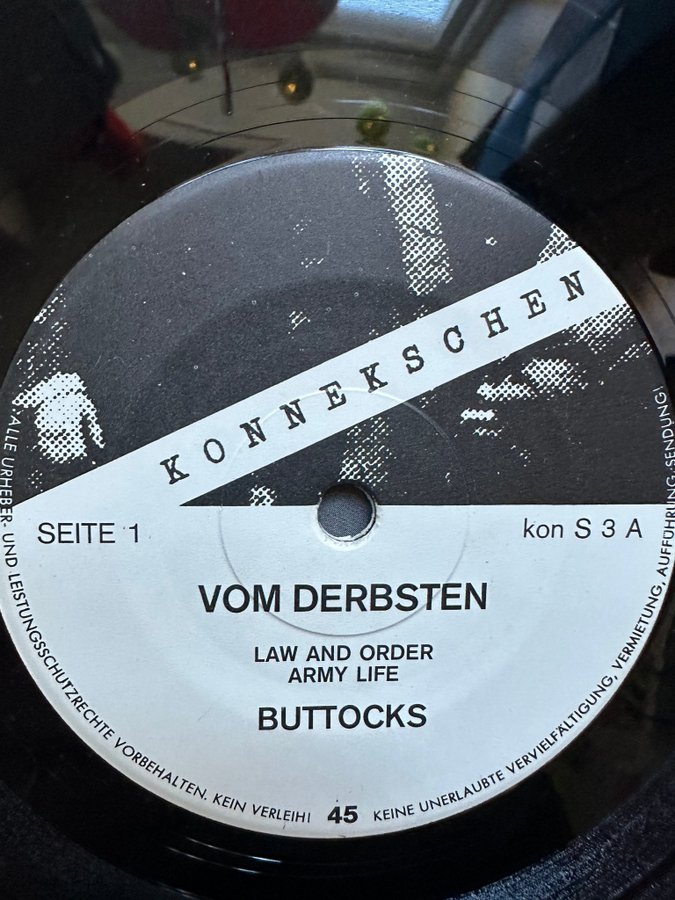 KONNEKSCHEN
SEITE 1
kon S 3 A
VOM DERBSTEN
LAW AND ORDER
ARMY LIFE
BUTTOCKS
45
ALLE URHEBER- UND LEISTUNGSSCHUTZRECHTE VORBEHALTEN. KEIN VERLEIH! KEINE UNERLAUBTE VERVIELFÄLTIGUNG, VERMIETUNG, AUFFÜHRUNG, SENDUNG!